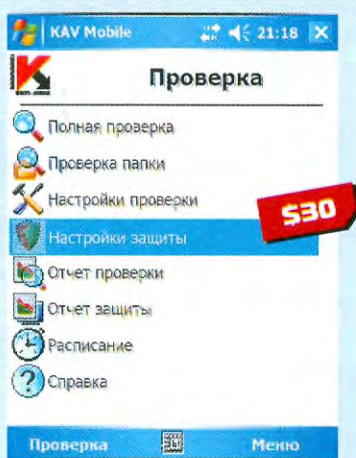 KAV Mobile 21:18
Проверка
Полная проверка
Проверка папки
Настройки проверки
$30
Настройки защиты
Отчет проверки
Отчет защиты
Расписание
Справка
Проверка Меню